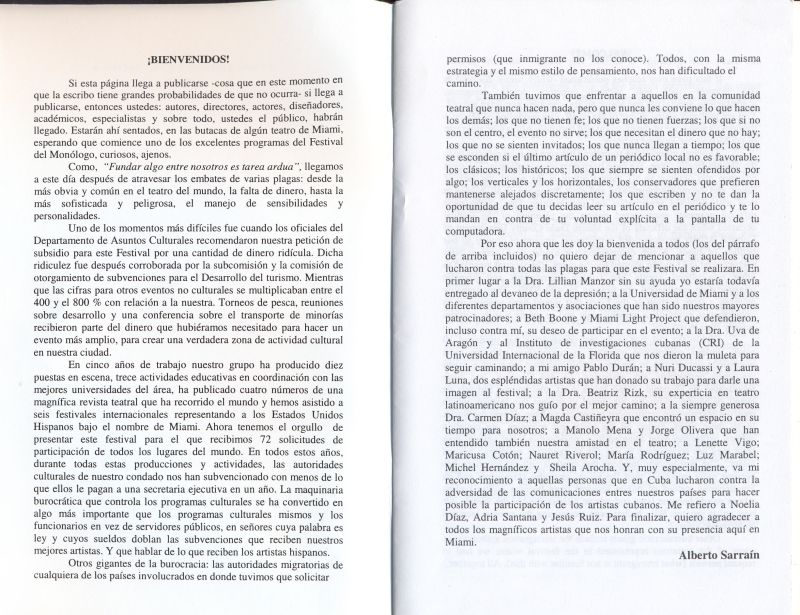 ¡BIENVENIDOS!
Si esta página llega a publicarse -cosa que en este momento en
que la escribo tiene grandes probabilidades de que no ocurra- si llega a
publicarse, entonces ustedes: autores, directores, actores, diseñadores,
académicos, especialistas y sobre todo, ustedes el público, habrán
llegado. Estarán ahí sentados, en las butacas de algún teatro de Miami,
esperando que comience uno de los excelentes programas del Festival
del Monólogo, curiosos, ajenos.
Como, "Fundar algo entre nosotros es tarea ardua", llegamos
a este día después de atravesar los embates de varias plagas: desde la
más obvia y común en el teatro del mundo, la falta de dinero, hasta la
más sofisticada y peligrosa, el manejo de sensibilidades y
personalidades.
Uno de los momentos más difíciles fue cuando los oficiales del
Departamento de Asuntos Culturales recomendaron nuestra petición de
subsidio para este Festival por una cantidad de dinero ridícula. Dicha
ridiculez fue después corroborada por la subcomisión y la comisión de
otorgamiento de subvenciones para el Desarrollo del turismo. Mientras
que las cifras para otros eventos no culturales se multiplicaban entre el
400 y el 800 % con relación a la nuestra. Torneos de pesca, reuniones
sobre desarrollo y una conferencia sobre el transporte de minorías
recibieron parte del dinero que hubiéramos necesitado para hacer un
evento más amplio, para crear una verdadera zona de actividad cultural
en nuestra ciudad.
En cinco años de trabajo nuestro grupo ha producido diez
puestas en escena, trece actividades educativas en coordinación con las
mejores universidades del área, ha publicado cuatro números de una
magnífica revista teatral que ha recorrido el mundo y hemos asistido a
seis festivales internacionales representando a los Estados Unidos
Hispanos bajo el nombre de Miami. Ahora tenemos el orgullo de
presentar este festival para el que recibimos 72 solicitudes de
participación de todos los lugares del mundo. En todos estos años,
durante todas estas producciones y actividades, las autoridades
culturales de nuestro condado nos han subvencionado con menos de lo
que ellos le pagan a una secretaria ejecutiva en un año. La maquinaria
burocrática que controla los programas culturales se ha convertido en
algo más importante que los programas culturales mismos y los
funcionarios en vez de servidores públicos, en señores cuya palabra es
ley y cuyos sueldos doblan las subvenciones que reciben nuestros
mejores artistas. Y que hablar de lo que reciben los artistas hispanos.
Otros gigantes de la burocracia: las autoridades migratorias de
cualquiera de los países involucrados en donde tuvimos que solicitar
permisos (que inmigrante no los conoce). Todos, con la misma
estrategia y el mismo estilo de pensamiento, nos han dificultado el
camino.
También tuvimos que enfrentar a aquellos en la comunidad
teatral que nunca hacen nada, pero que nunca les conviene lo que hacen
los demás; los que no tienen fe; los que no tienen fuerzas; los que si no
son el centro, el evento no sirve; los que necesitan el dinero que no hay;
los que no se sienten invitados; los que nunca llegan a tiempo; los que
se esconden si el último artículo de un periódico local no es favorable;
los clásicos; los históricos; los que siempre se sienten ofendidos por
algo; los verticales y los horizontales, los conservadores que prefieren
mantenerse alejados discretamente; los que escriben y no te dan la
oportunidad de que tu decidas leer su artículo en el periódico y te lo
mandan en contra de tu voluntad explícita a la pantalla de tu
computadora.
Por eso ahora que les doy la bienvenida a todos (los del párrafo
de arriba incluidos) no quiero dejar de mencionar a aquellos que
lucharon contra todas las plagas para que este Festival se realizara. En
primer lugar a la Dra. Lillian Manzor sin su ayuda yo estaría todavía
entregado al devaneo de la depresión; a la Universidad de Miami y a los
diferentes departamentos y asociaciones que han sido nuestros mayores
patrocinadores; a Beth Boone y Miami Light Project que defendieron,
incluso contra mí, su deseo de participar en el evento; a la Dra. Uva de
Aragón y al Instituto de investigaciones cubanas (CRI) de la
Universidad Internacional de la Florida que nos dieron la muleta para
seguir caminando; a mi amigo Pablo Durán; a Nuri Ducassi y a Laura
Luna, dos espléndidas artistas que han donado su trabajo para darle una
imagen al festival; a la Dra. Beatriz Rizk, su experticia en teatro
latinoamericano nos guío por el mejor camino; a la siempre generosa
Dra. Carmen Díaz; a Magda Castiñeyra que encontró un espacio en su
tiempo para nosotros; a Manolo Mena y Jorge Olivera que han
entendido también nuestra amistad en el teatro; a Lenette Vigo;
Maricusa Cotón; Nauret Riverol; María Rodríguez; Luz Marabel;
Michel Hernández y Sheila Arocha. Y, muy especialmente, va mi
reconocimiento a aquellas personas que en Cuba lucharon contra la
adversidad de las comunicaciones entre nuestros países para hacer
posible la participación de los artistas cubanos. Me refiero a Noelia
Díaz, Adria Santana y Jesús Ruiz. Para finalizar, quiero agradecer a
todos los magníficos artistas que nos honran con su presencia aquí en
Miami.
Alberto Sarraín